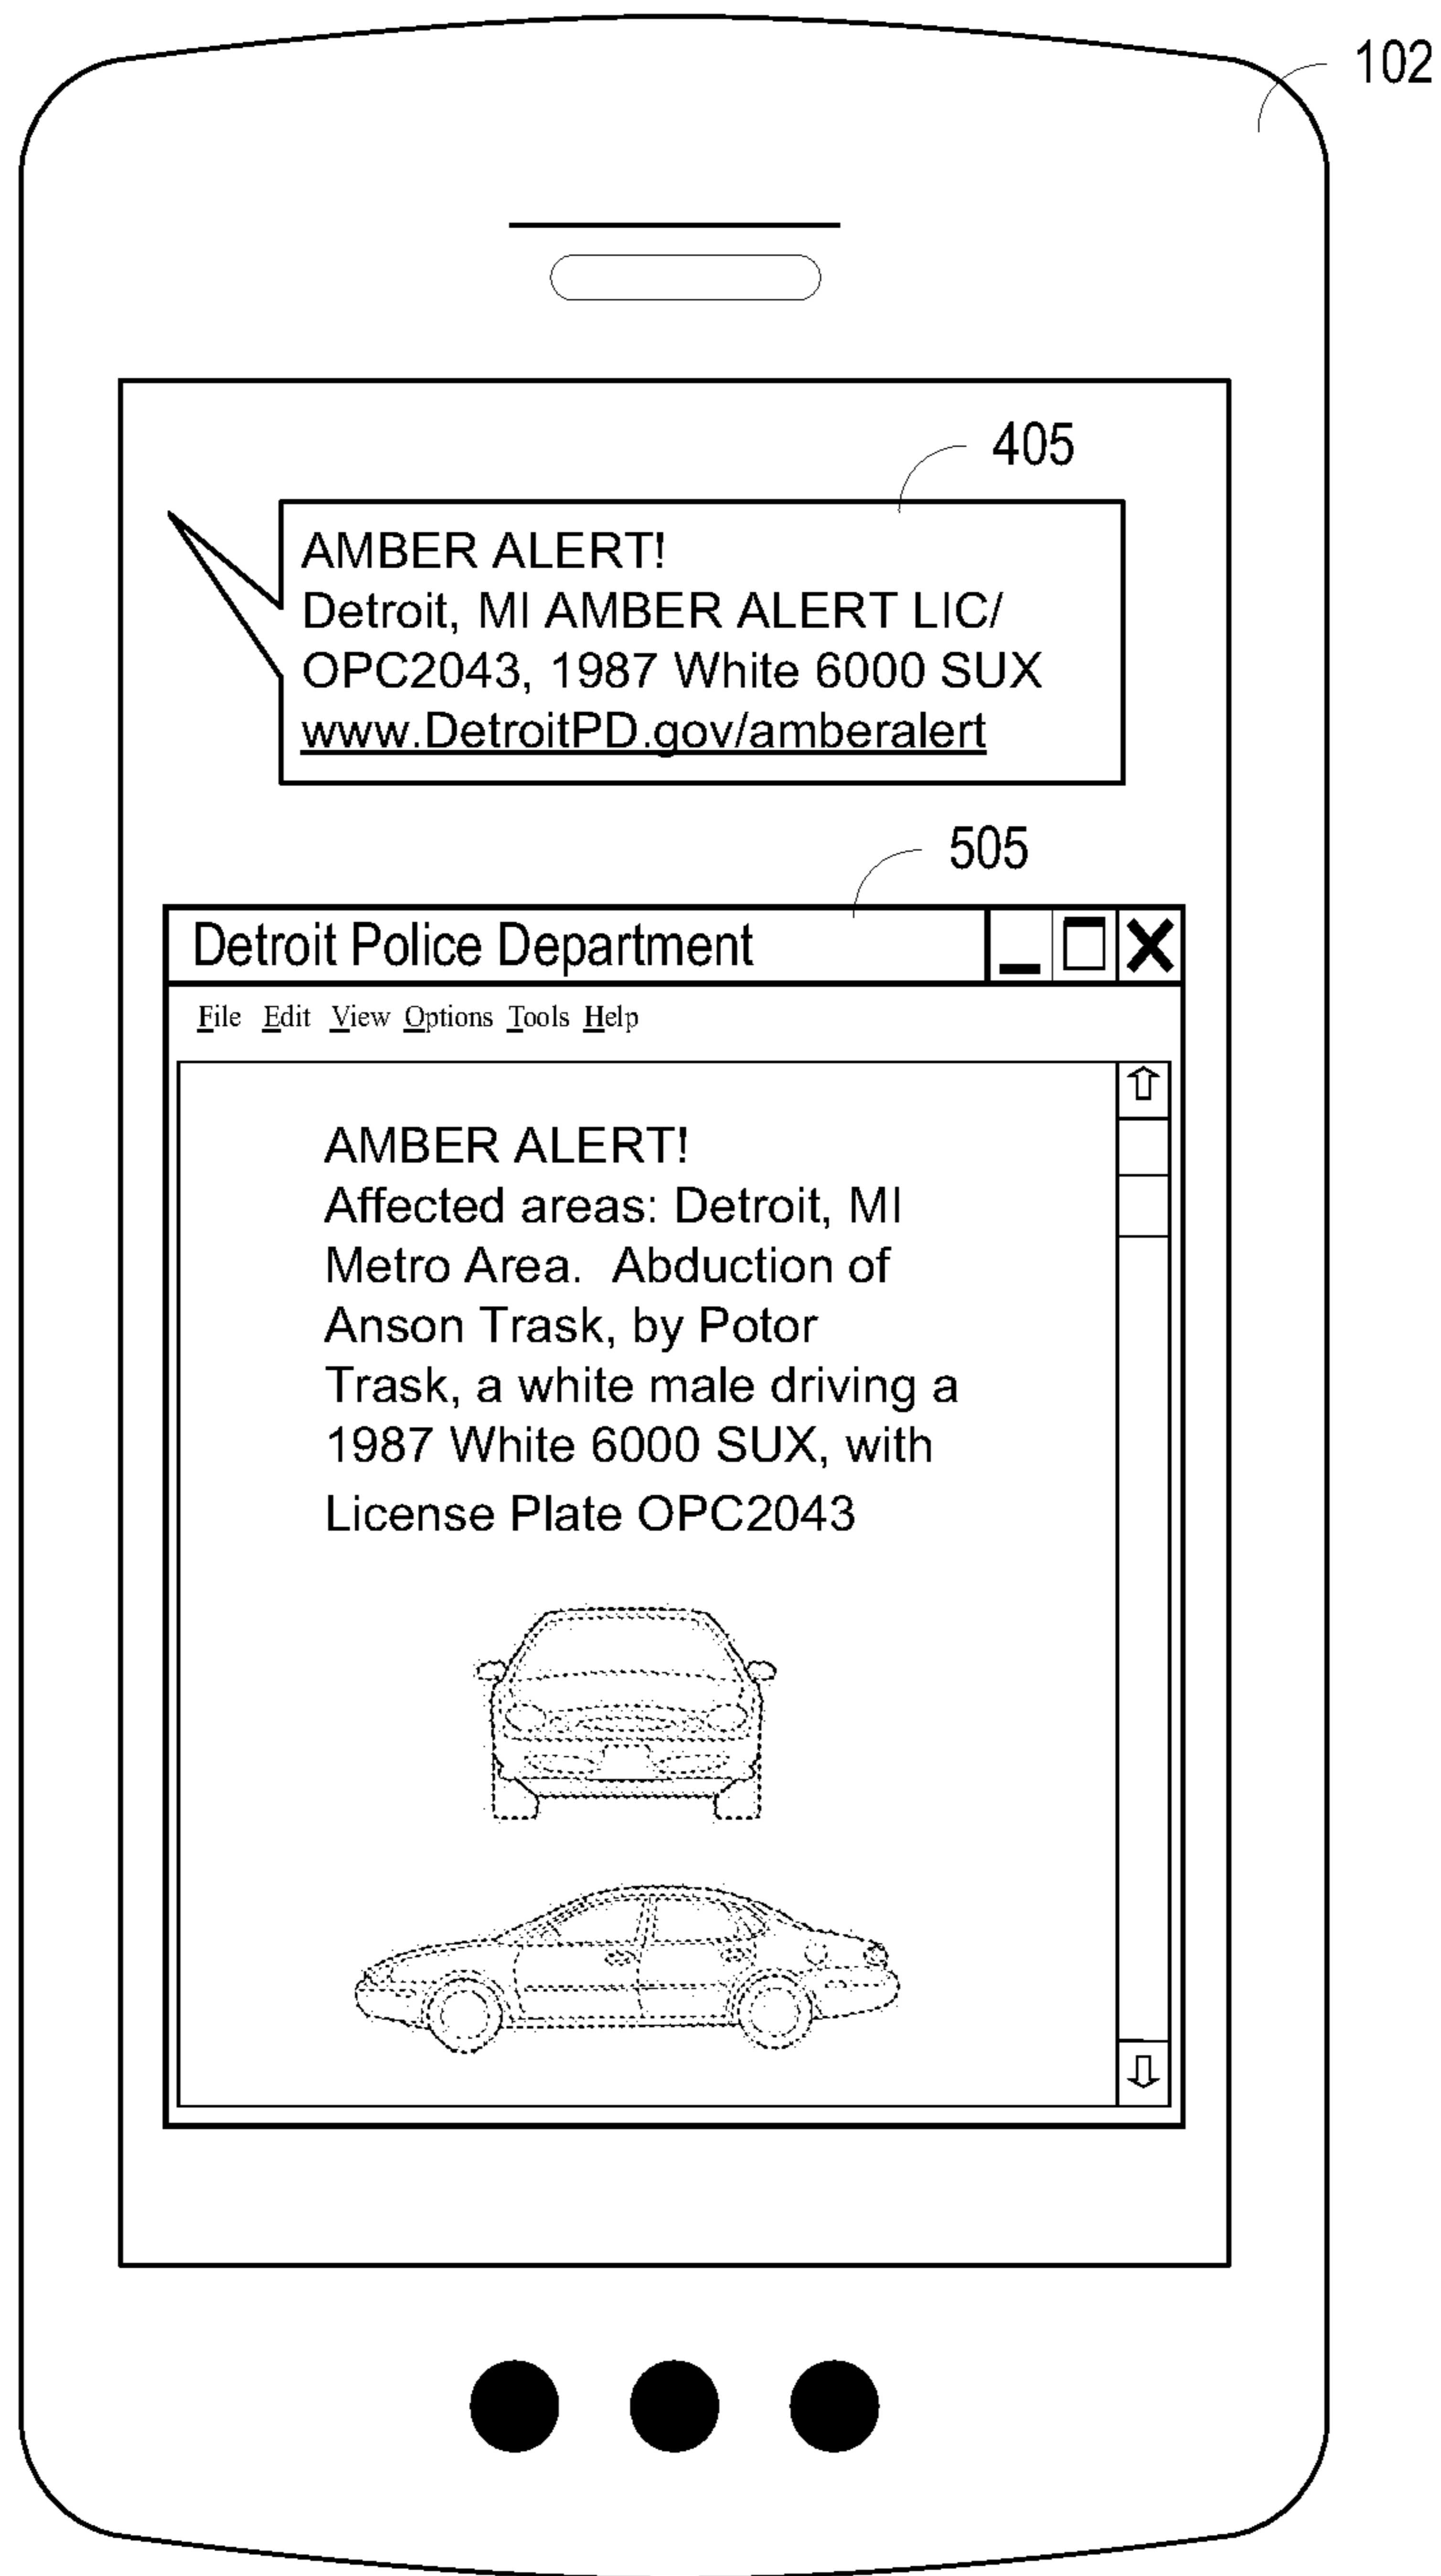 102
405
AMBER ALERT!
Detroit, MI AMBER ALERT LIC/
OPC2043, 1987 White 6000 SUX
www.DetroitPD.gov/amberalert
505
Detroit Police Department
File Edit View Options Tools Help
AMBER ALERT!
Affected areas: Detroit, MI
Metro Area. Abduction of
Anson Trask, by Potor
Trask, a white male driving a
1987 White 6000 SUX, with
License Plate OPC2043